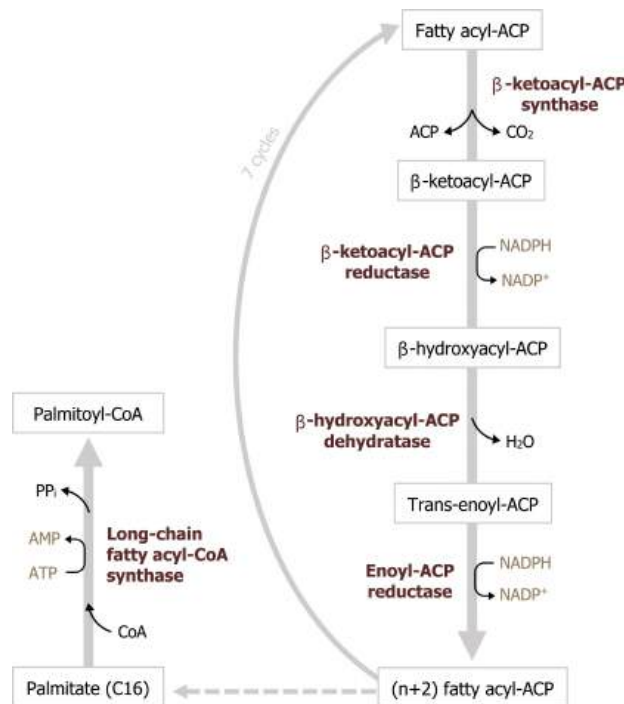 Fatty acyl-ACP
β-ketoacyl-ACP
synthase
ACP
CO₂
7 cycles
β-ketoacyl-ACP
β-ketoacyl-ACP
reductase
NADPH
NADP⁺
β-hydroxyacyl-ACP
Palmitoyl-CoA
β-hydroxyacyl-ACP
dehydratase
H₂O
PPᵢ
Trans-enoyl-ACP
AMP
ATP
Long-chain
fatty acyl-CoA
synthase
Enoyl-ACP
reductase
NADPH
NADP⁺
CoA
Palmitate (C16)
(n+2) fatty acyl-ACP